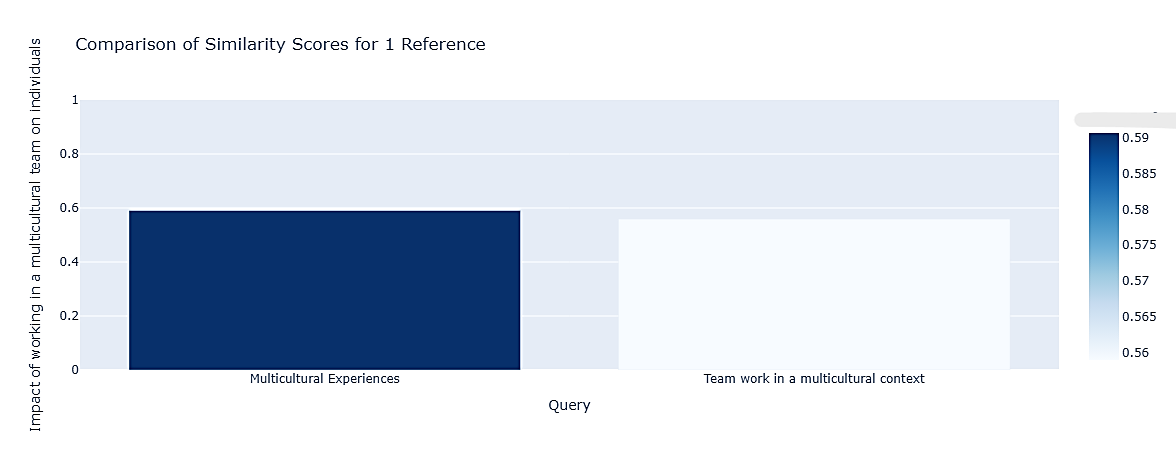 Comparison of Similarity Scores for 1 Reference
Impact of working in a multicultural team on individuals
1
0.8
0.6
0.4
0.2
0
Multicultural Experiences
Team work in a multicultural context
Query
0.59
0.585
0.58
0.575
0.57
0.565
0.56